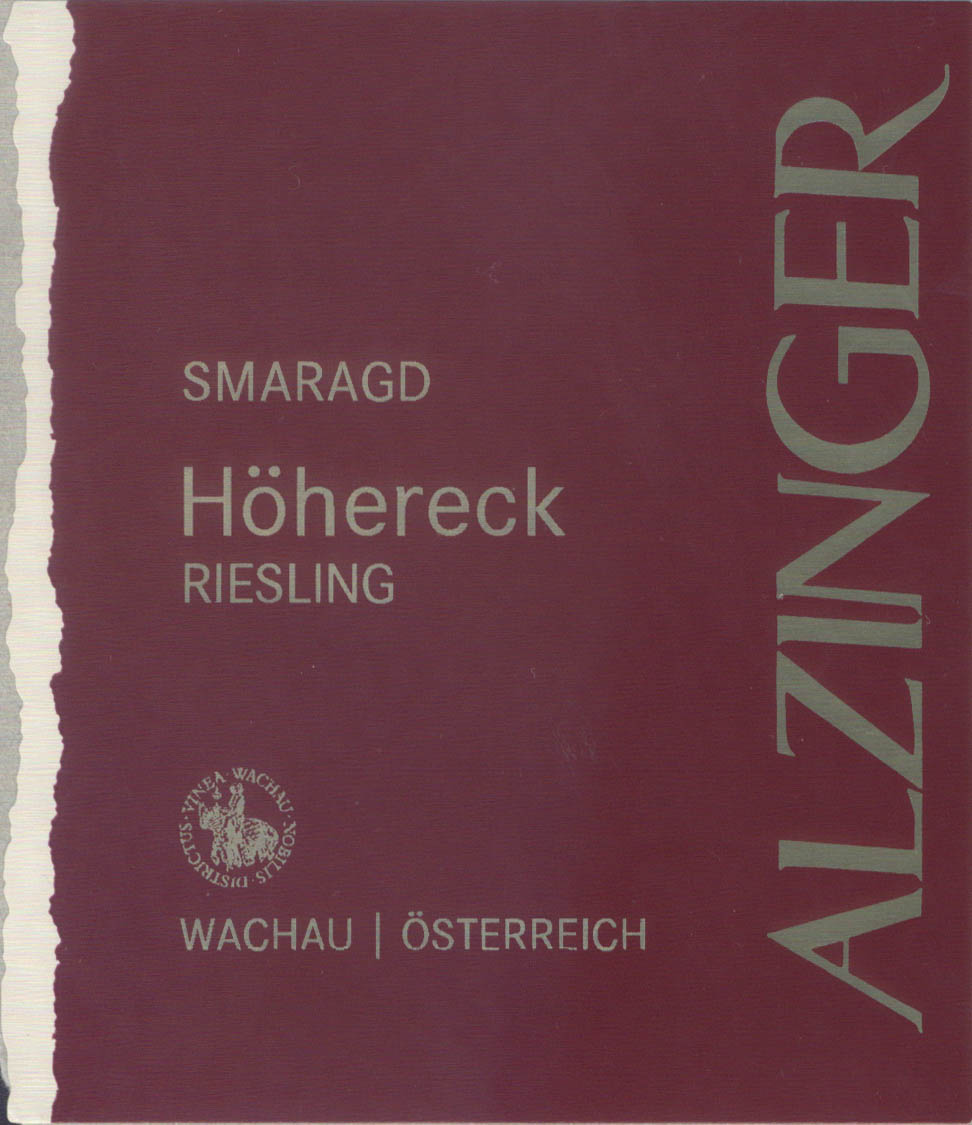 SMARAGD
Höhereck
RIESLING
VINEA · WACHAU · NOBILIS · DISTRICTUS ·
WACHAU | ÖSTERREICH
ALZINGER